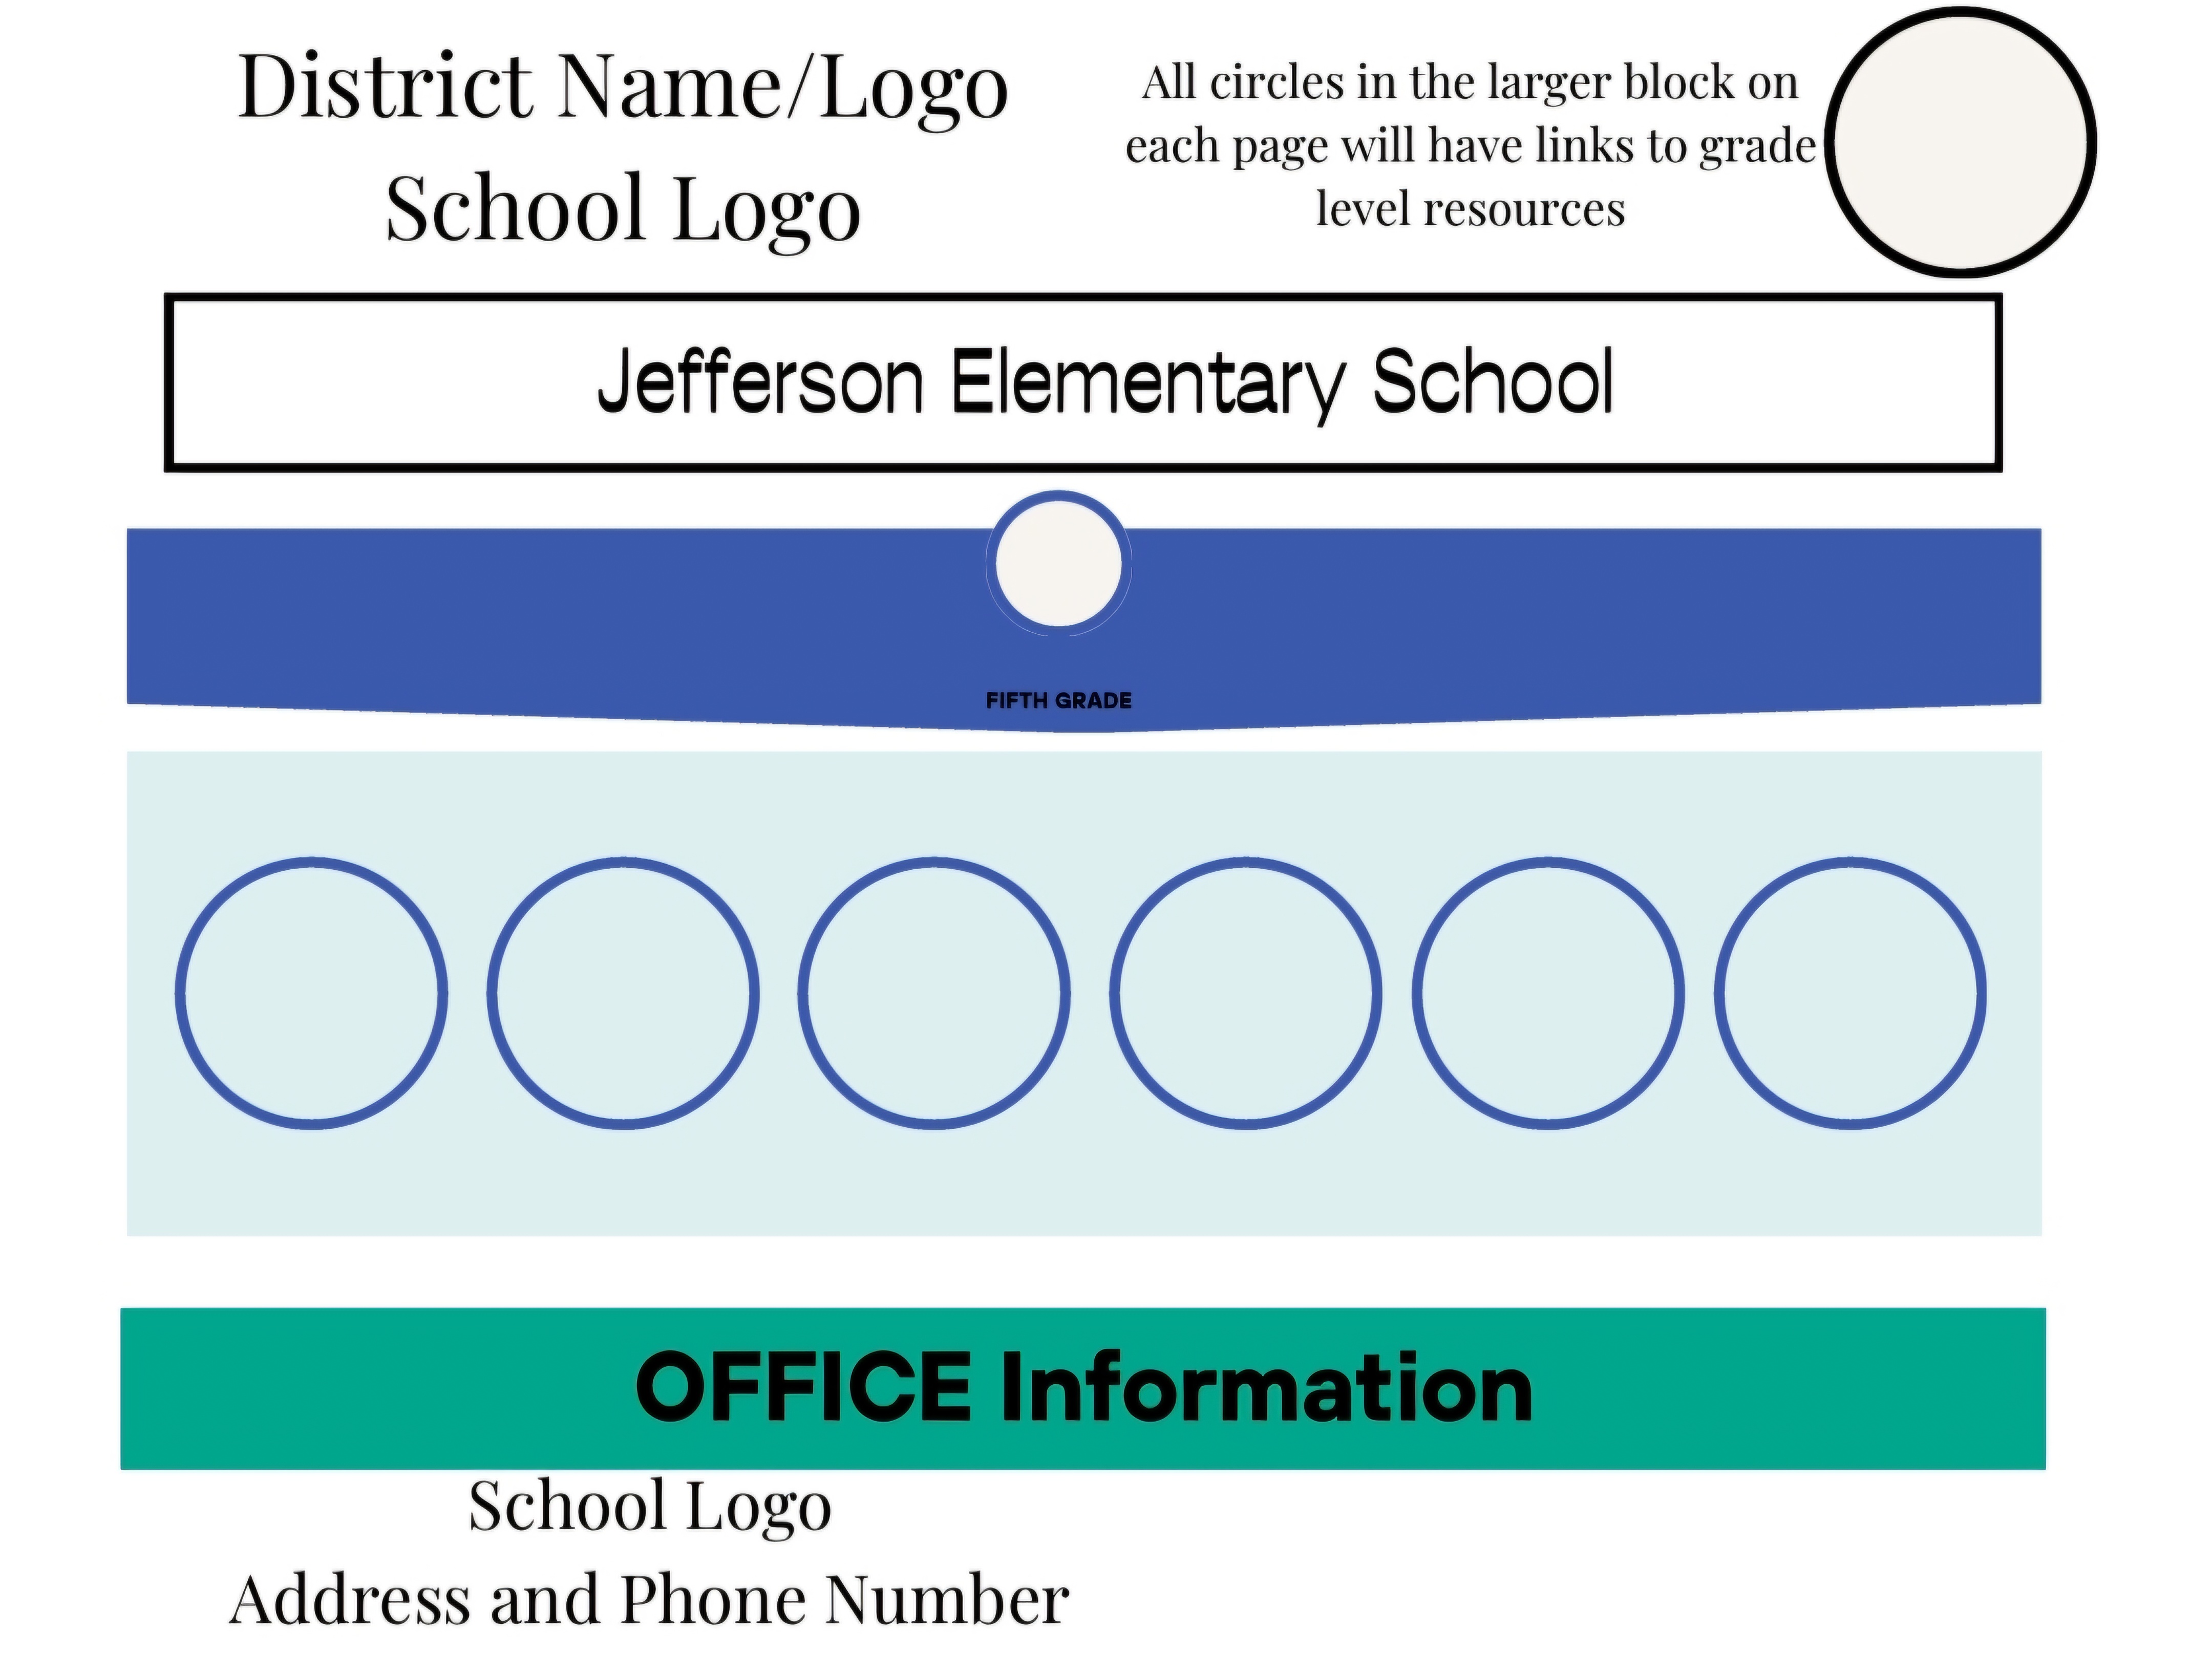 District Name/Logo
School Logo
All circles in the larger block on
each page will have links to grade
level resources
Jefferson Elementary School
FIFTH GRADE
OFFICE Information
School Logo
Address and Phone Number